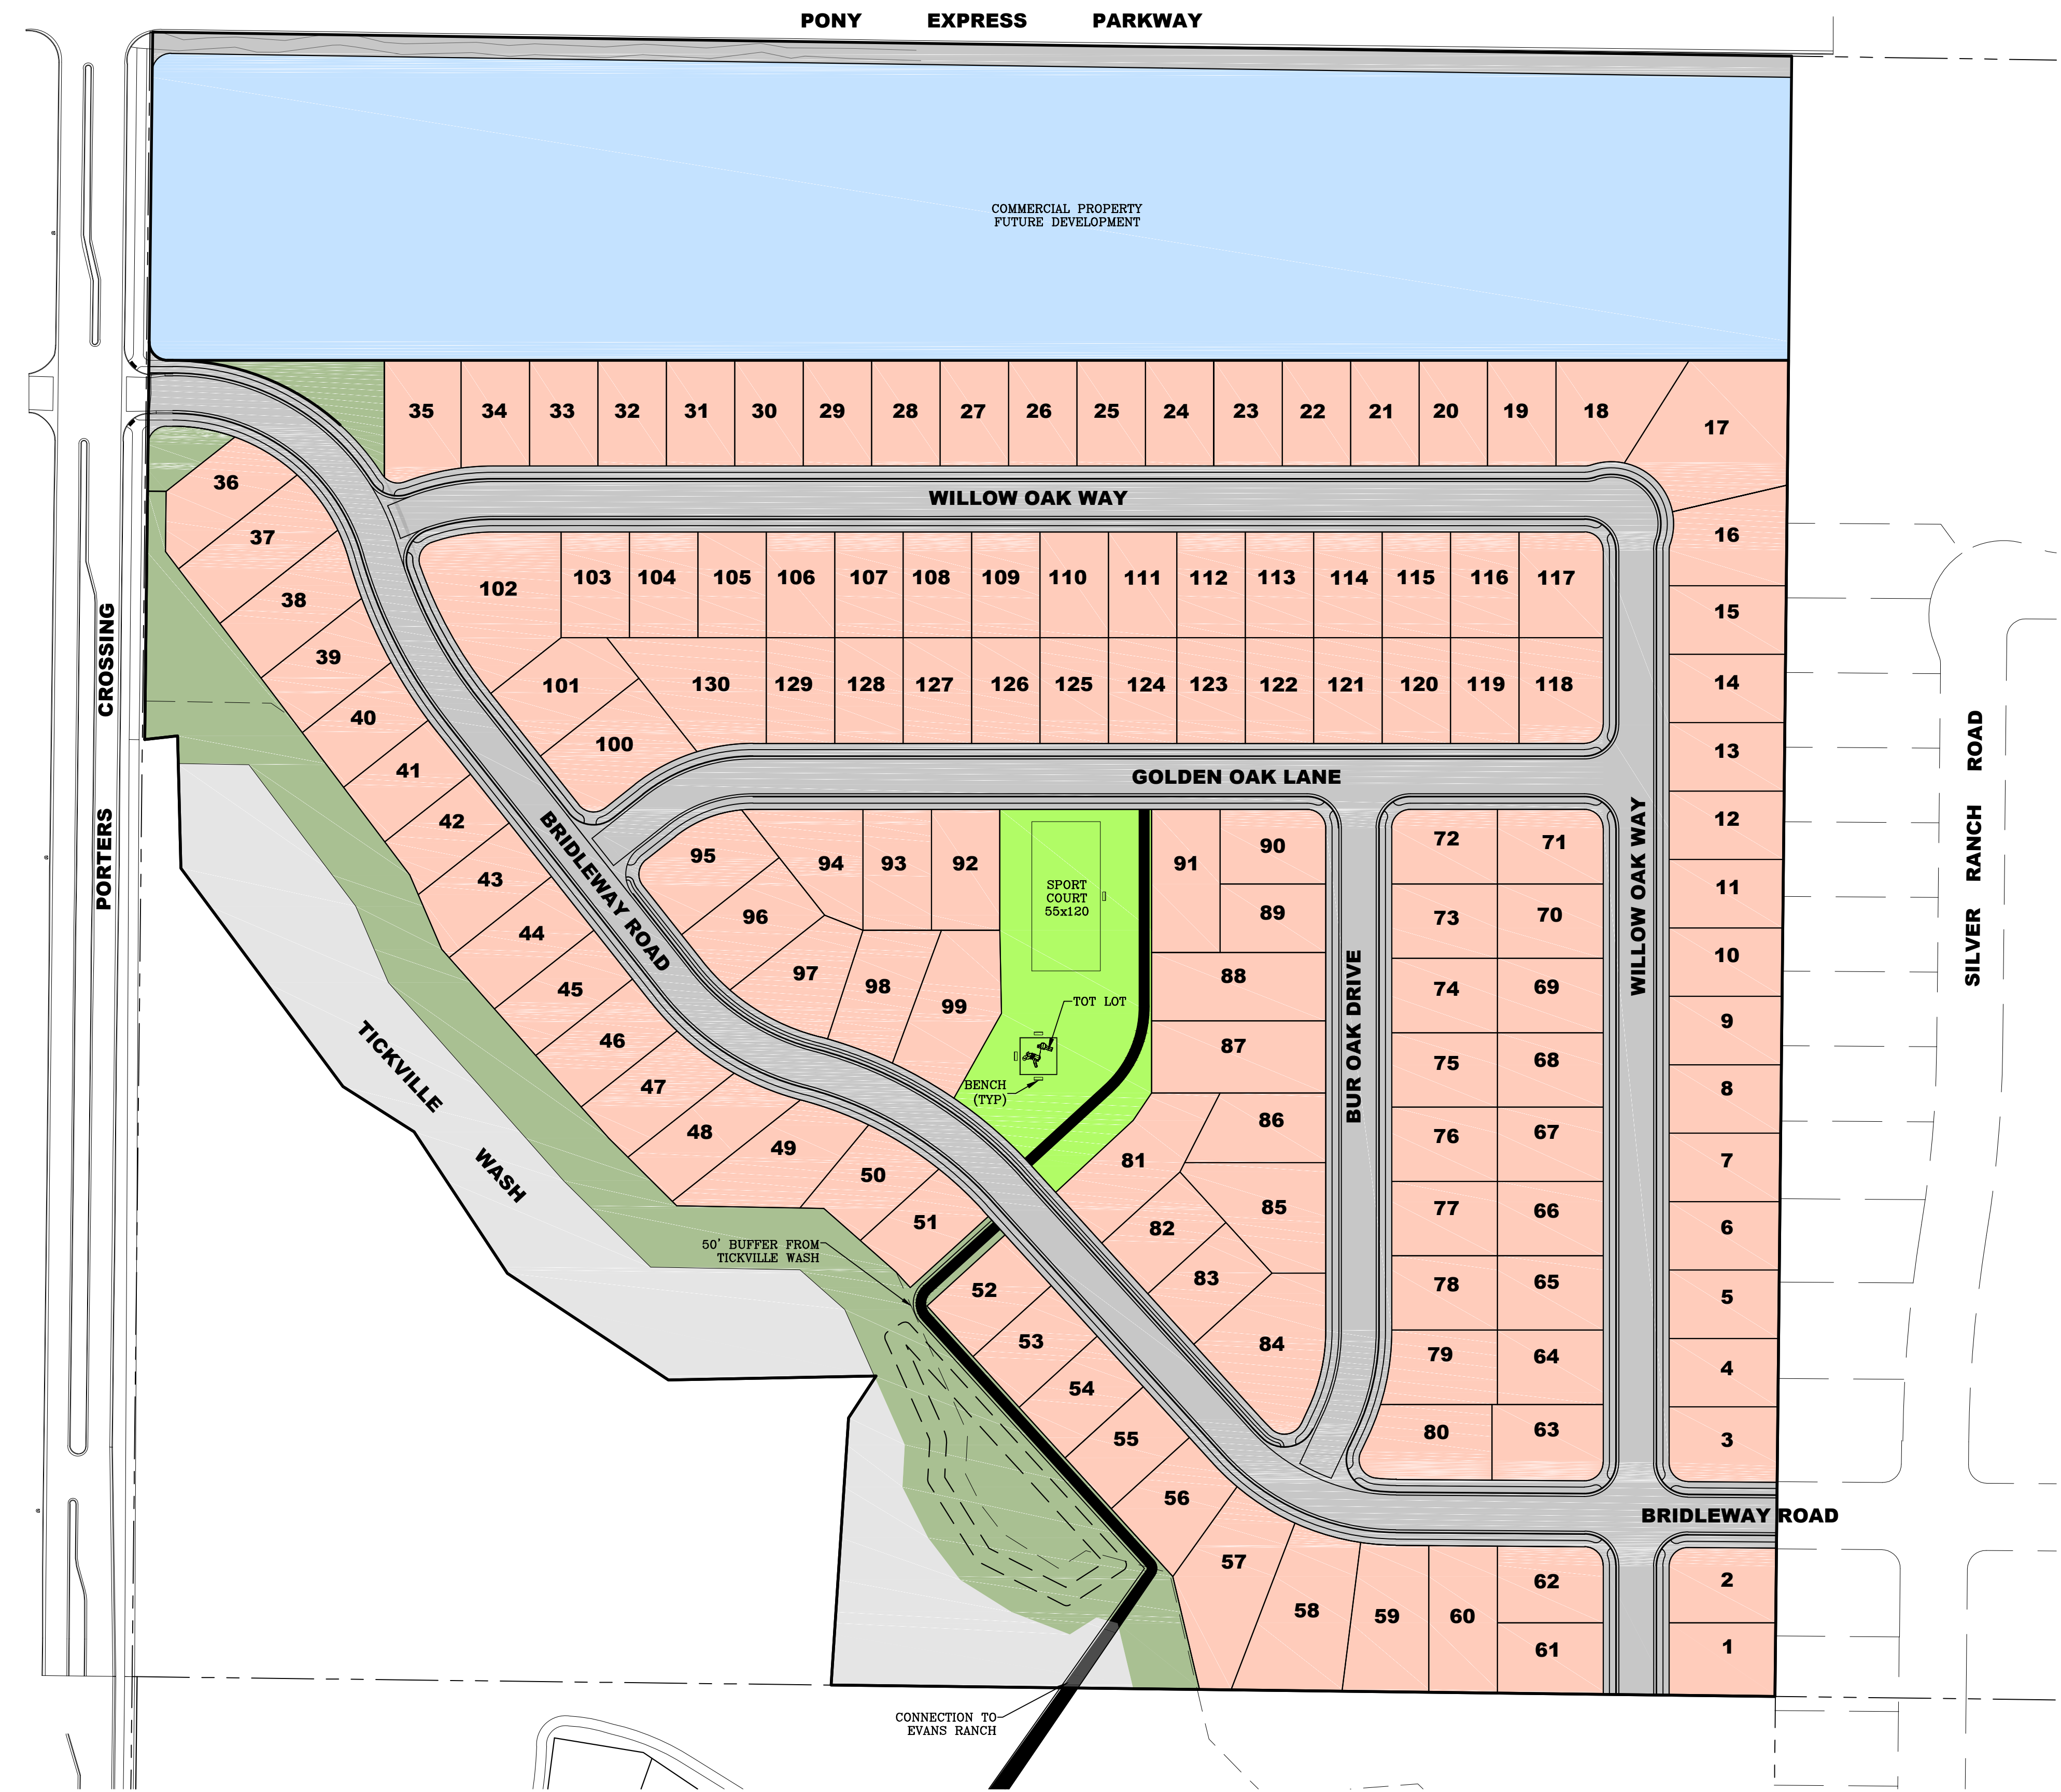 PONY EXPRESS PARKWAY
COMMERCIAL PROPERTY
FUTURE DEVELOPMENT
35 34 33 32 31 30 29 28 27 26 25 24 23 22 21 20 19 18 17
36
WILLOW OAK WAY
37
16
38
102 103 104 105 106 107 108 109 110 111 112 113 114 115 116 117
15
39
101 130 129 128 127 126 125 124 123 122 121 120 119 118
14
40
100
13
41
GOLDEN OAK LANE
42
12
PORTERS CROSSING
BRIDLEWAY ROAD
WILLOW OAK WAY
SILVER RANCH ROAD
95 94 93 92
SPORT
COURT
55x120
91 90
72 71
43
11
96
89
73 70
44
10
97 98 99
88
74 69
45
9
TOT LOT
46
87
BUR OAK DRIVE
75 68
8
47
BENCH
(TYP)
86
76 67
48
49
81
7
50
85
77 66
51
82
6
TICKVILLE
WASH
50' BUFFER FROM
TICKVILLE WASH
52
83
78 65
5
53
84
79 64
4
54
55
80 63
3
56
BRIDLEWAY ROAD
57
62
2
58 59 60
61
1
CONNECTION TO
EVANS RANCH